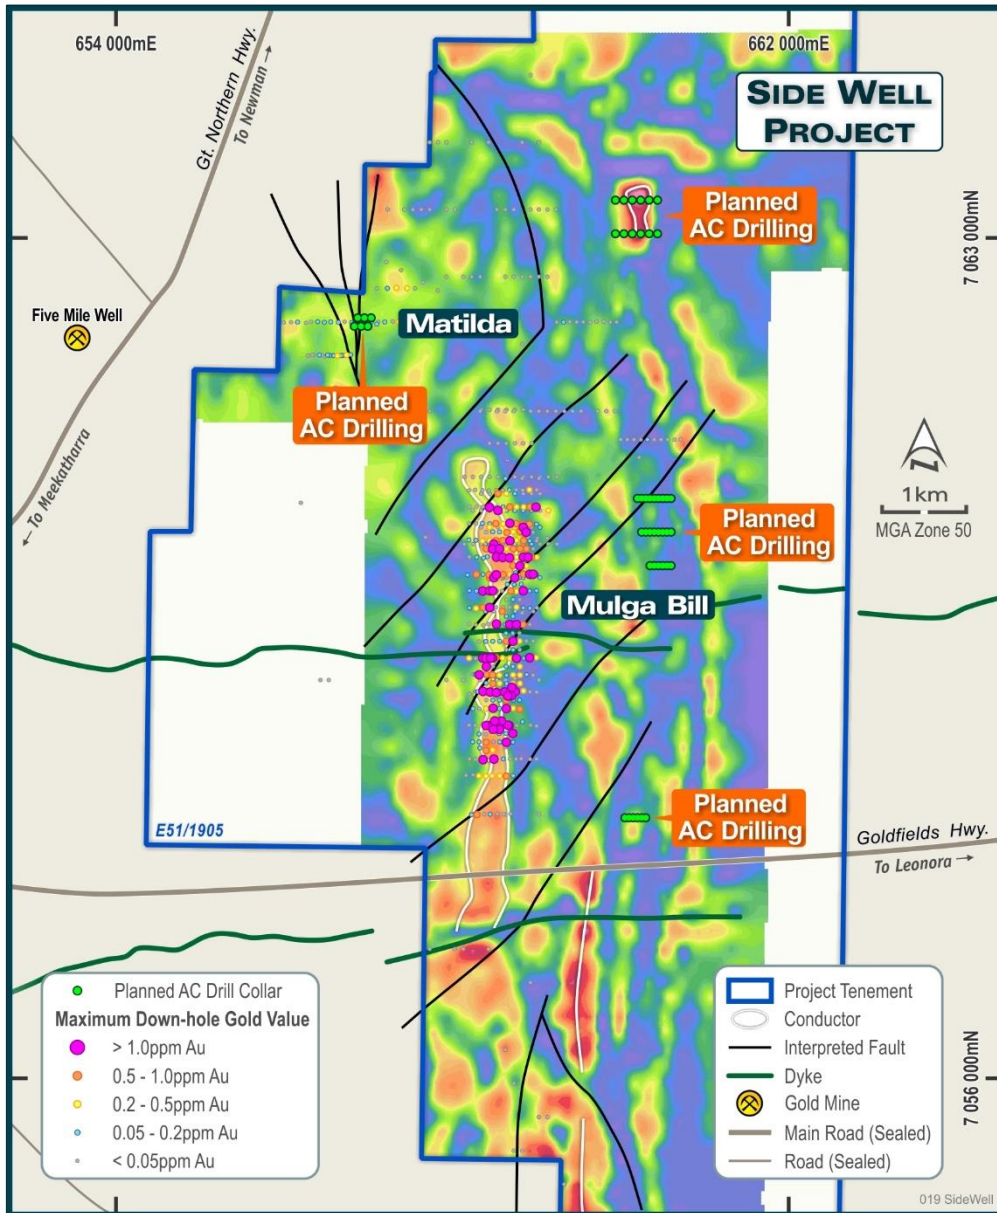 654 000mE
662 000mE
Gt. Northern Hwy.
To Newman →
SIDE WELL
PROJECT
Planned
AC Drilling
7 063 000mN
Five Mile Well
Matilda
Planned
AC Drilling
← To Meekatharra
N
1km
MGA Zone 50
Planned
AC Drilling
Mulga Bill
E51/1905
Planned
AC Drilling
Goldfields Hwy.
To Leonora →
7 056 000mN
Planned AC Drill Collar
Maximum Down-hole Gold Value
> 1.0ppm Au
0.5 - 1.0ppm Au
0.2 - 0.5ppm Au
0.05 - 0.2ppm Au
< 0.05ppm Au
Project Tenement
Conductor
Interpreted Fault
Dyke
Gold Mine
Main Road (Sealed)
Road (Sealed)
019 SideWell